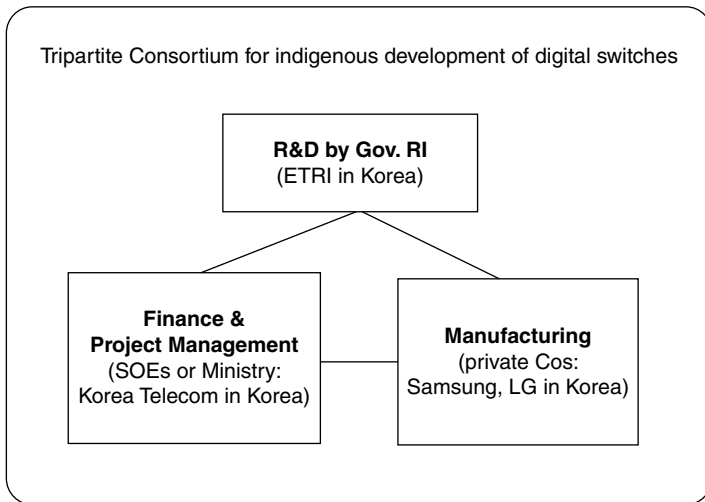 Tripartite Consortium for indigenous development of digital switches
R&D by Gov. RI
(ETRI in Korea)
Finance &
Project Management
(SOEs or Ministry:
Korea Telecom in Korea)
Manufacturing
(private Cos:
Samsung, LG in Korea)